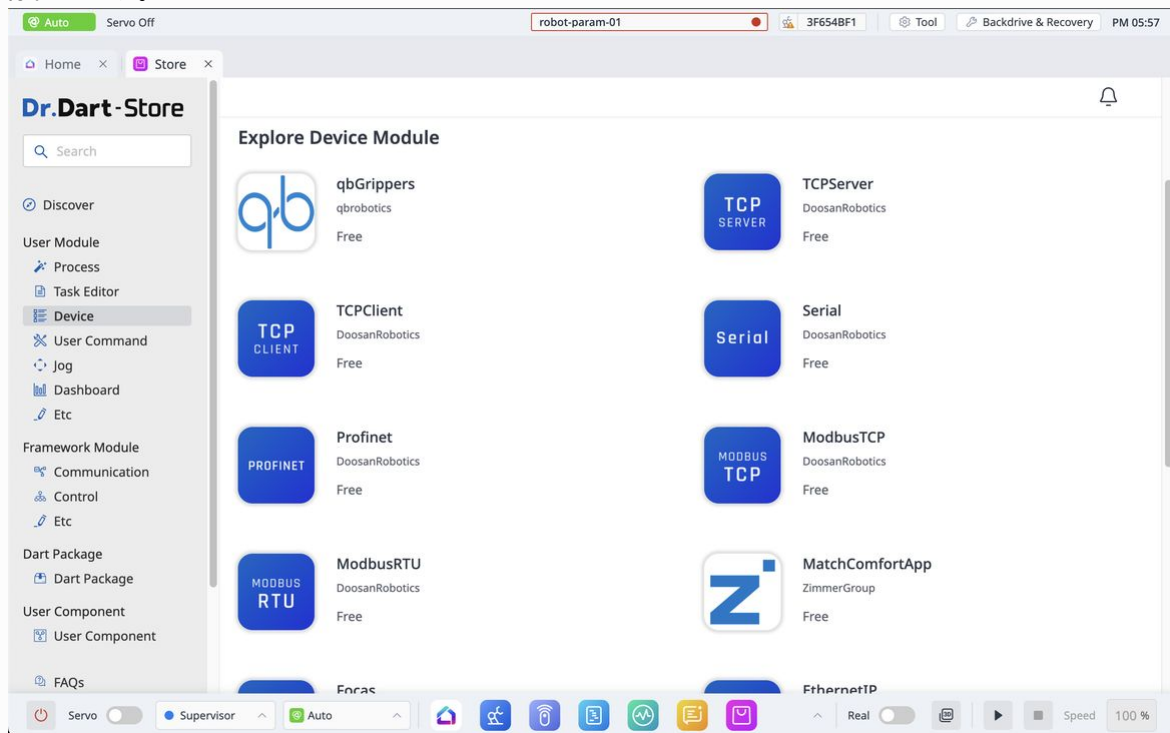 Auto
Servo Off
robot-param-01
3F654BF1
Tool
Backdrive & Recovery
PM 05:57
Home
Store
Dr.Dart-Store
Search
Discover
User Module
Process
Task Editor
Device
User Command
Jog
Dashboard
Etc
Framework Module
Communication
Control
Etc
Dart Package
Dart Package
User Component
User Component
FAQs
Explore Device Module
qb
qbGrippers
qbrobotics
Free
TCP
SERVER
TCPServer
DoosanRobotics
Free
TCP
CLIENT
TCPClient
DoosanRobotics
Free
Serial
Serial
DoosanRobotics
Free
PROFINET
Profinet
DoosanRobotics
Free
MODBUS
TCP
ModbusTCP
DoosanRobotics
Free
MODBUS
RTU
ModbusRTU
DoosanRobotics
Free
Z
MatchComfortApp
ZimmerGroup
Free
Focas
EthernetIP
Servo
Supervisor
Auto
Real
3D
Speed
100 %